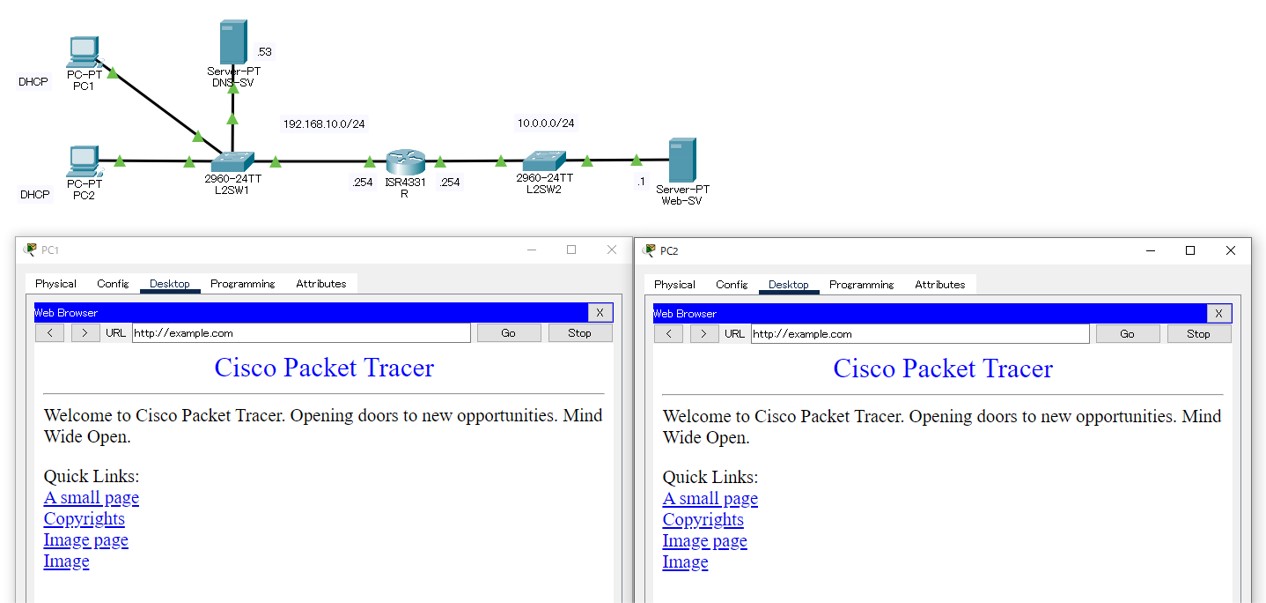 DHCP
PC-PT
PC1
Server-PT
DNS-SV
.53
192.168.10.0/24
10.0.0.0/24
DHCP
PC-PT
PC2
2960-24TT
L2SW1
.254
ISR4331
R
.254
2960-24TT
L2SW2
.1
Server-PT
Web-SV
PC1
Physical Config Desktop Programming Attributes
Web Browser X
< > URL http://example.com Go Stop
Cisco Packet Tracer
Welcome to Cisco Packet Tracer. Opening doors to new opportunities. Mind
Wide Open.
Quick Links:
A small page
Copyrights
Image page
Image
PC2
Physical Config Desktop Programming Attributes
Web Browser X
< > URL http://example.com Go Stop
Cisco Packet Tracer
Welcome to Cisco Packet Tracer. Opening doors to new opportunities. Mind
Wide Open.
Quick Links:
A small page
Copyrights
Image page
Image